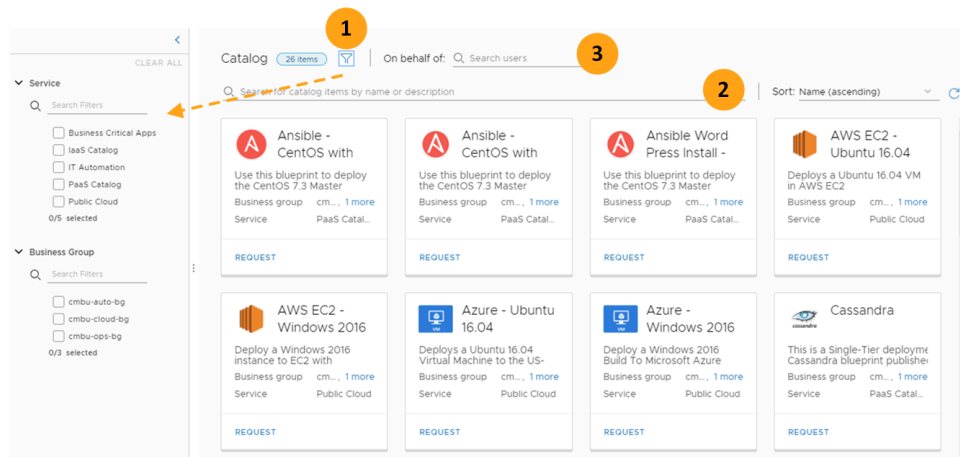 1
CLEAR ALL
Service
Search Filters
Business Critical Apps
IaaS Catalog
IT Automation
PaaS Catalog
Public Cloud
0/5 selected
Business Group
Search Filters
cmbu-auto-bg
cmbu-cloud-bg
cmbu-ops-bg
0/3 selected
Catalog 26 items On behalf of: Search users 3
Search for catalog items by name or description 2 Sort: Name (ascending)
Ansible -
CentOS with
Use this blueprint to deploy
the CentOS 7.3 Master
Business group cm..., 1 more
Service PaaS Catal...
REQUEST
Ansible -
CentOS with
Use this blueprint to deploy
the CentOS 7.3 Master
Business group cm..., 1 more
Service PaaS Catal...
REQUEST
Ansible Word
Press Install -
Use this blueprint to deploy
the CentOS 7.3 Master
Business group cm..., 1 more
Service PaaS Catal...
REQUEST
AWS EC2 -
Ubuntu 16.04
Deploys a Ubuntu 16.04 VM
in AWS EC2
Business group cm..., 1 more
Service Public Cloud
REQUEST
AWS EC2 -
Windows 2016
Deploy a Windows 2016
instance to EC2 with
Business group cm..., 1 more
Service Public Cloud
REQUEST
VM
Azure - Ubuntu
16.04
Deploys a Ubuntu 16.04
Virtual Machine to the US-
Business group cm..., 1 more
Service Public Cloud
REQUEST
VM
Azure -
Windows 2016
Deploy a Windows 2016
Build To Microsoft Azure
Business group cm..., 1 more
Service Public Cloud
REQUEST
cassandra
Cassandra
This is a Single-Tier deployme
Cassandra blueprint publishe
Business group cm..., 1 more
Service PaaS Catal...
REQUEST